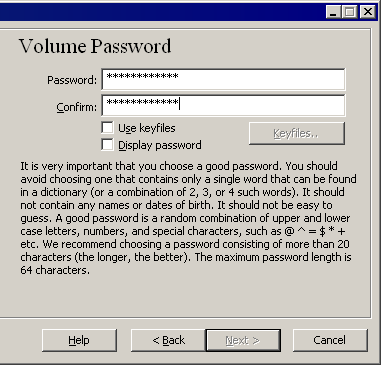 Volume Password
Password: ************
Confirm: ************
Use keyfiles
Keyfiles..
Display password
It is very important that you choose a good password. You should
avoid choosing one that contains only a single word that can be found
in a dictionary (or a combination of 2, 3, or 4 such words). It should
not contain any names or dates of birth. It should not be easy to
guess. A good password is a random combination of upper and lower
case letters, numbers, and special characters, such as @ ^ = $ * +
etc. We recommend choosing a password consisting of more than 20
characters (the longer, the better). The maximum password length is
64 characters.
Help
< Back
Next >
Cancel